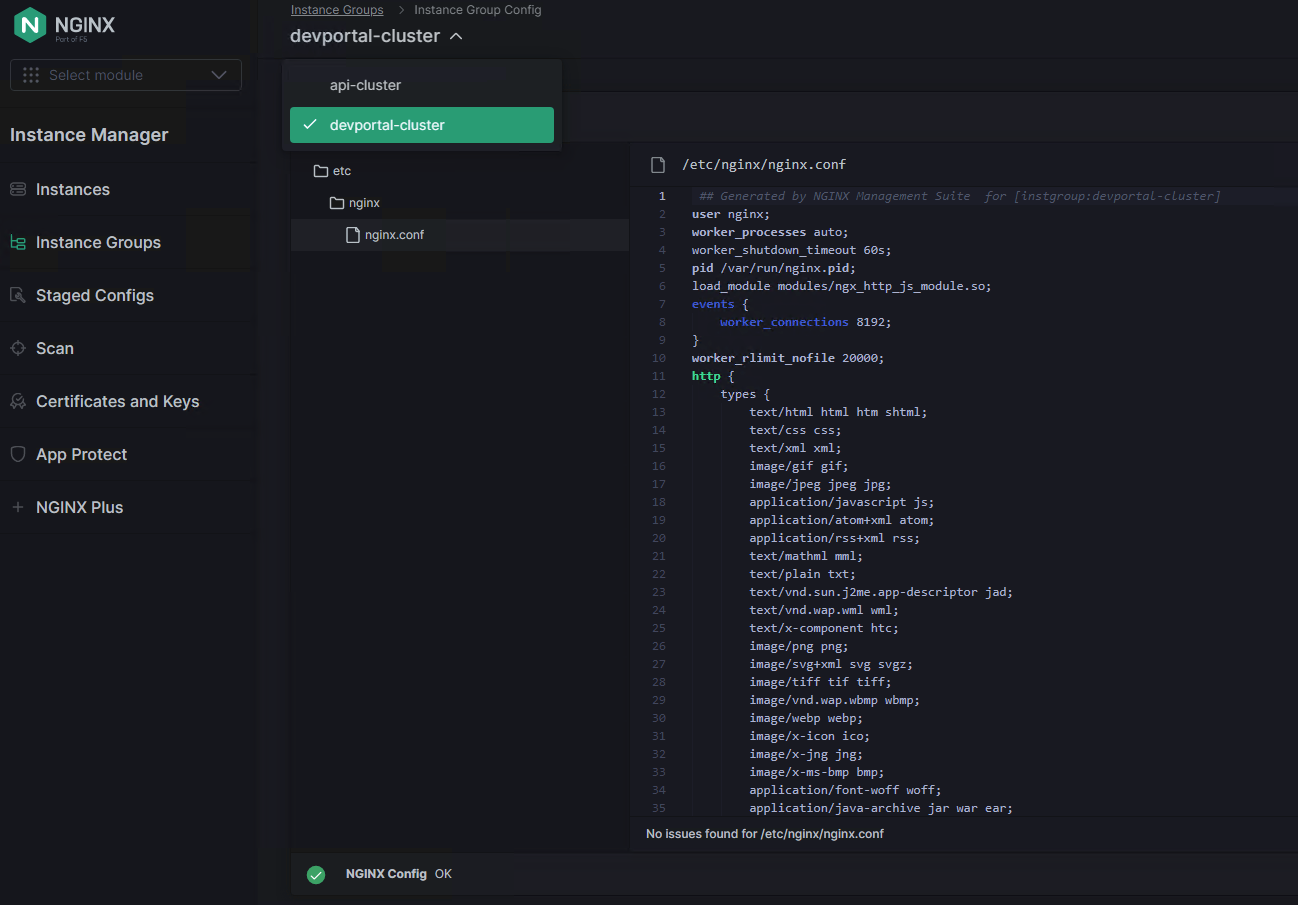 NGINX
Part of F5
Select module
Instance Manager
Instances
Instance Groups
Staged Configs
Scan
Certificates and Keys
App Protect
NGINX Plus
Instance Groups > Instance Group Config
devportal-cluster
api-cluster
devportal-cluster
etc
nginx
nginx.conf
/etc/nginx/nginx.conf
1 ## Generated by NGINX Management Suite  for [instgroup:devportal-cluster]
2 user nginx;
3 worker_processes auto;
4 worker_shutdown_timeout 60s;
5 pid /var/run/nginx.pid;
6 load_module modules/ngx_http_js_module.so;
7 events {
8     worker_connections 8192;
9 }
10 worker_rlimit_nofile 20000;
11 http {
12     types {
13         text/html html htm shtml;
14         text/css css;
15         text/xml xml;
16         image/gif gif;
17         image/jpeg jpeg jpg;
18         application/javascript js;
19         application/atom+xml atom;
20         application/rss+xml rss;
21         text/mathml mml;
22         text/plain txt;
23         text/vnd.sun.j2me.app-descriptor jad;
24         text/vnd.wap.wml wml;
25         text/x-component htc;
26         image/png png;
27         image/svg+xml svg svgz;
28         image/tiff tif tiff;
29         image/vnd.wap.wbmp wbmp;
30         image/webp webp;
31         image/x-icon ico;
32         image/x-jng jng;
33         image/x-ms-bmp bmp;
34         application/font-woff woff;
35         application/java-archive jar war ear;
No issues found for /etc/nginx/nginx.conf
NGINX Config OK